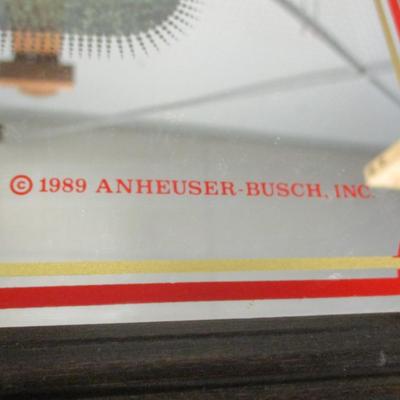 © 1989 ANHEUSER-BUSCH, INC.